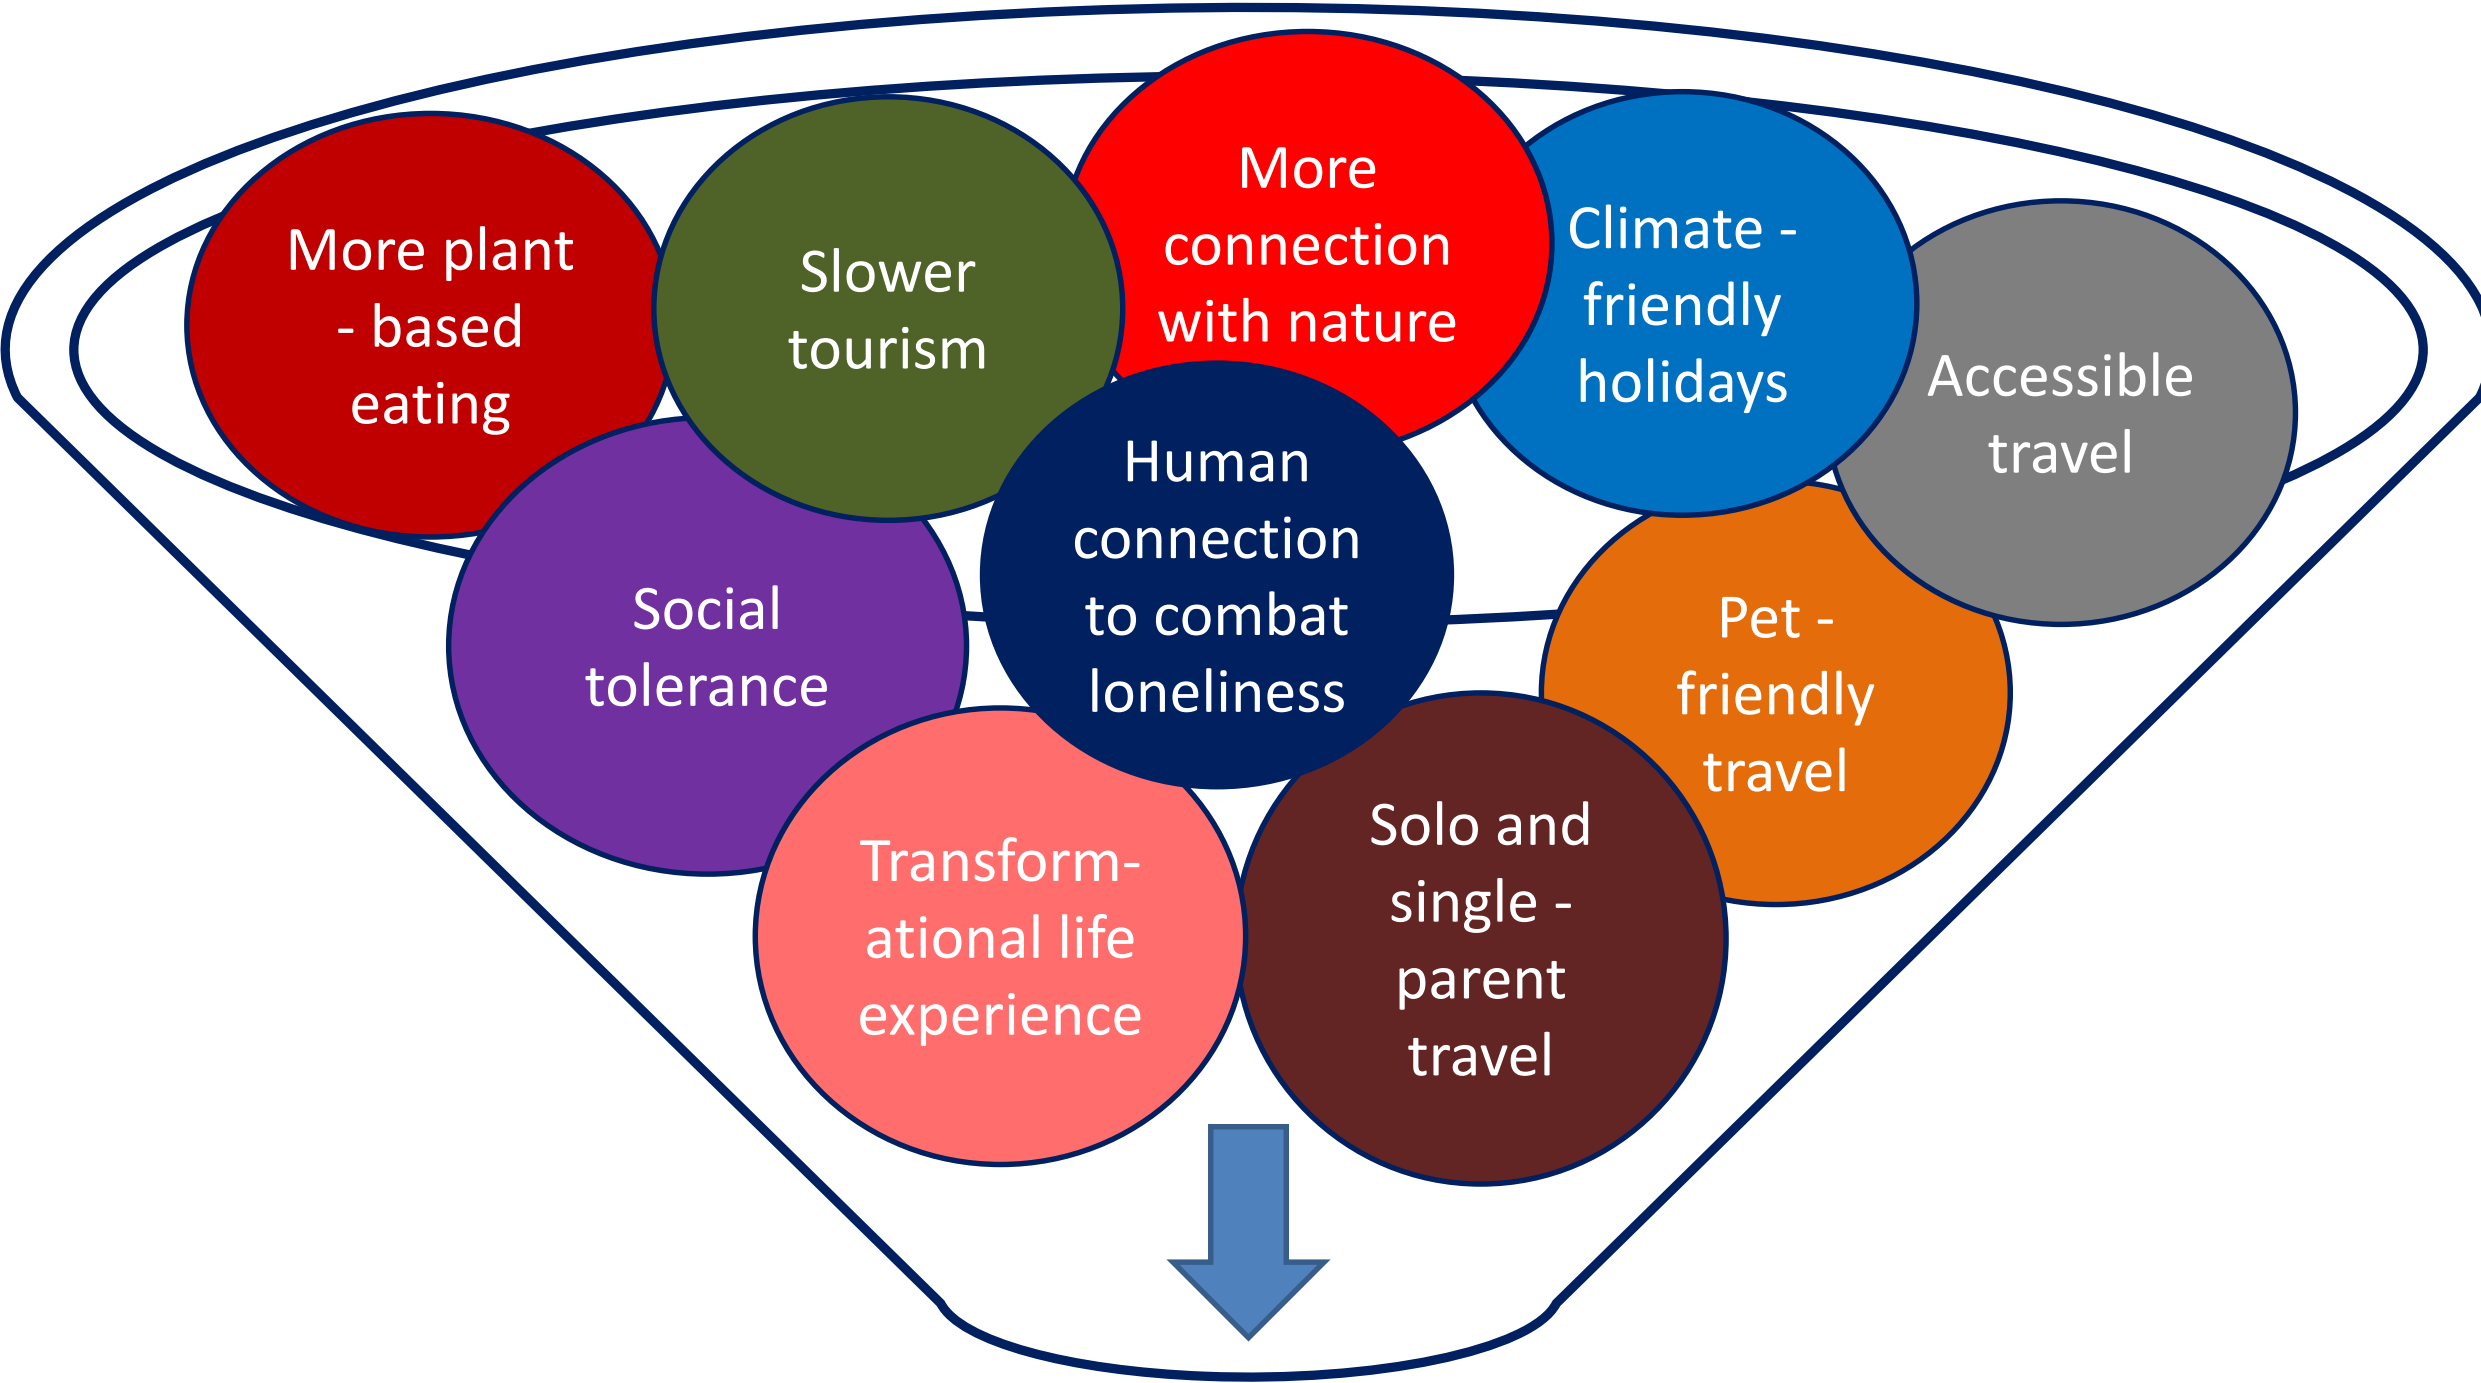 More plant
- based
eating
Slower
tourism
More
connection
with nature
Climate -
friendly
holidays
Accessible
travel
Human
connection
to combat
loneliness
Social
tolerance
Pet -
friendly
travel
Transform-
ational life
experience
Solo and
single -
parent
travel